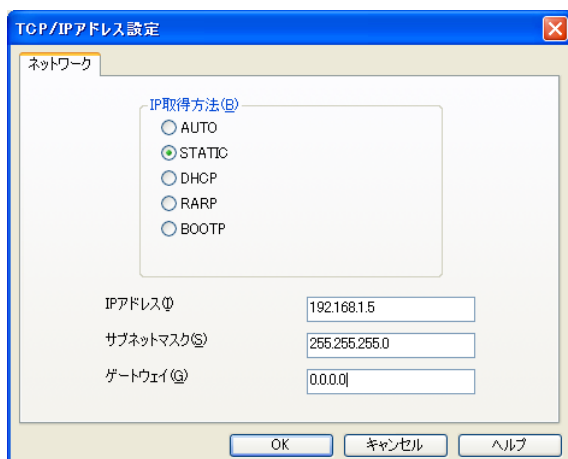 TCP/IPアドレス設定
ネットワーク
IP取得方法(B)
AUTO
STATIC
DHCP
RARP
BOOTP
IPアドレス(I)
192.168.1.5
サブネットマスク(S)
255.255.255.0
ゲートウェイ(G)
0.0.0.0
OK
キャンセル
ヘルプ